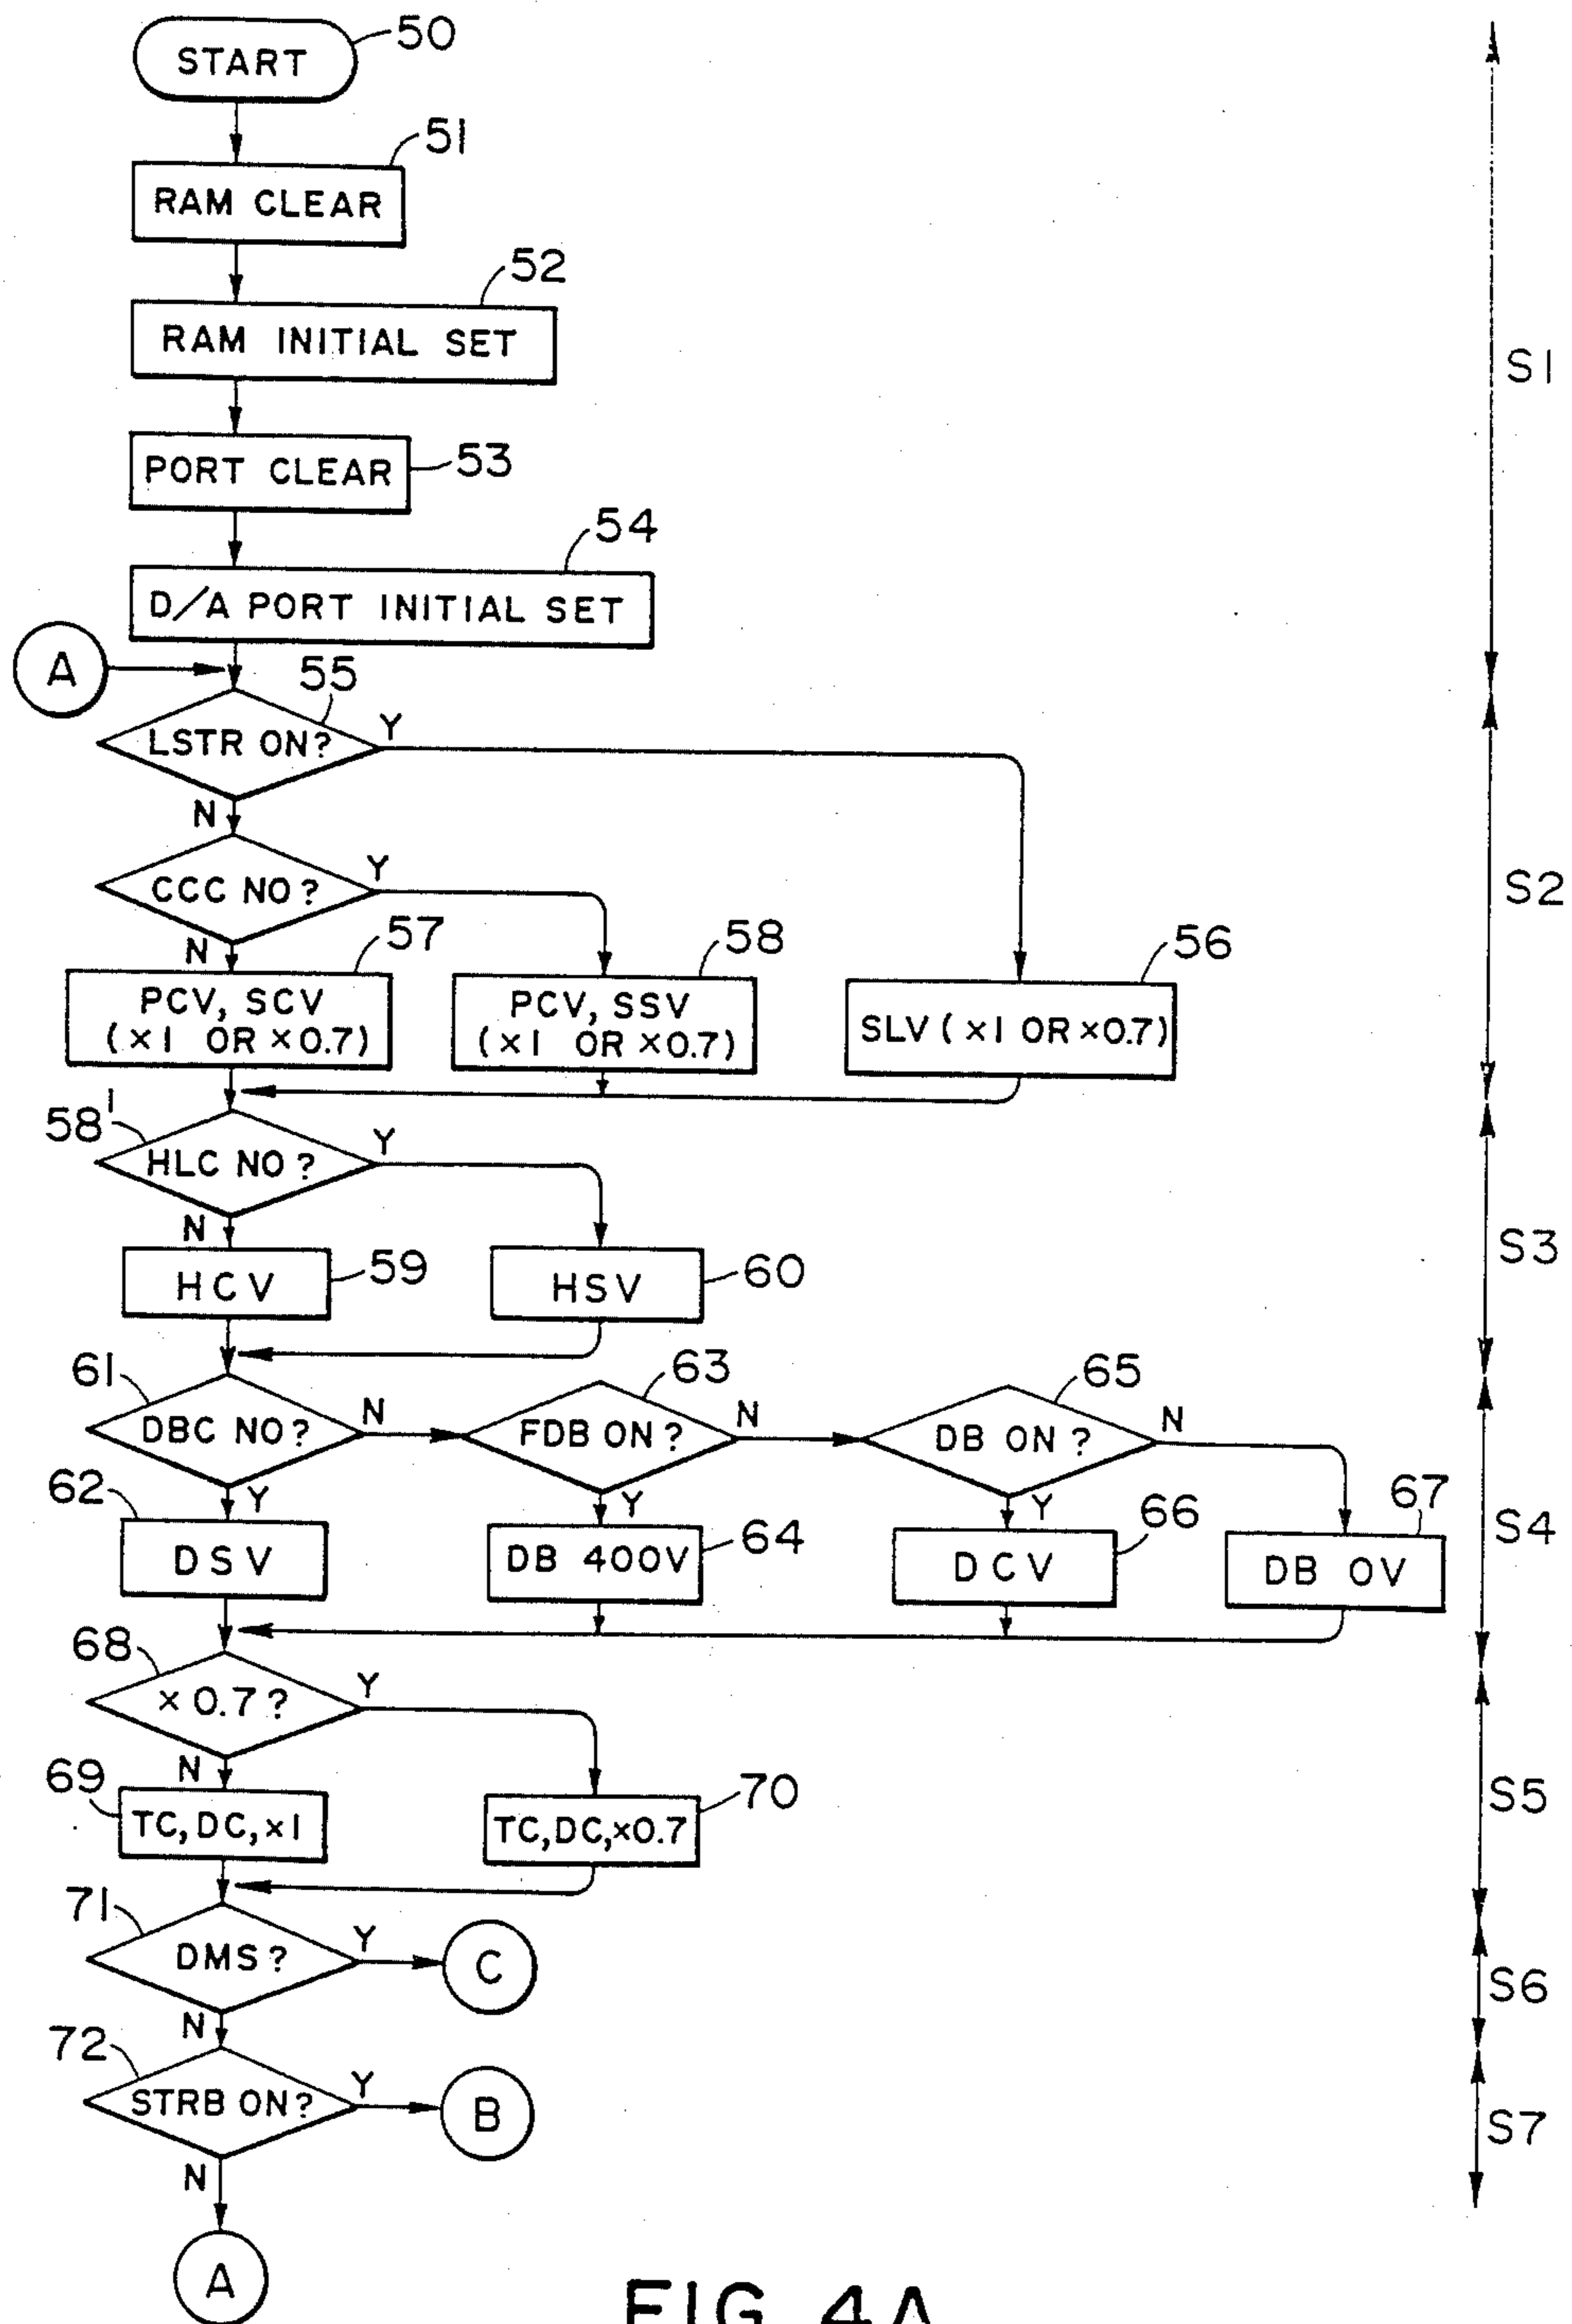 START
50
51
RAM CLEAR
52
RAM INITIAL SET
S1
PORT CLEAR
53
54
D/A PORT INITIAL SET
A
55
LSTR ON?
Y
N
CCC NO?
Y
S2
N
57
58
56
PCV, SCV
(×1 OR ×0.7)
PCV, SSV
(×1 OR ×0.7)
SLV (×1 OR ×0.7)
58'
HLC NO?
Y
N
S3
HCV
59
HSV
60
61
DBC NO?
N
63
FDB ON?
N
65
DB ON?
N
62
Y
Y
Y
67
S4
DSV
DB 400V
64
DCV
66
DB 0V
68
×0.7?
Y
N
69
TC,DC,×1
TC,DC,×0.7
70
S5
71
DMS?
Y
C
S6
N
72
STRB ON?
Y
B
S7
N
A
FIG. 4A